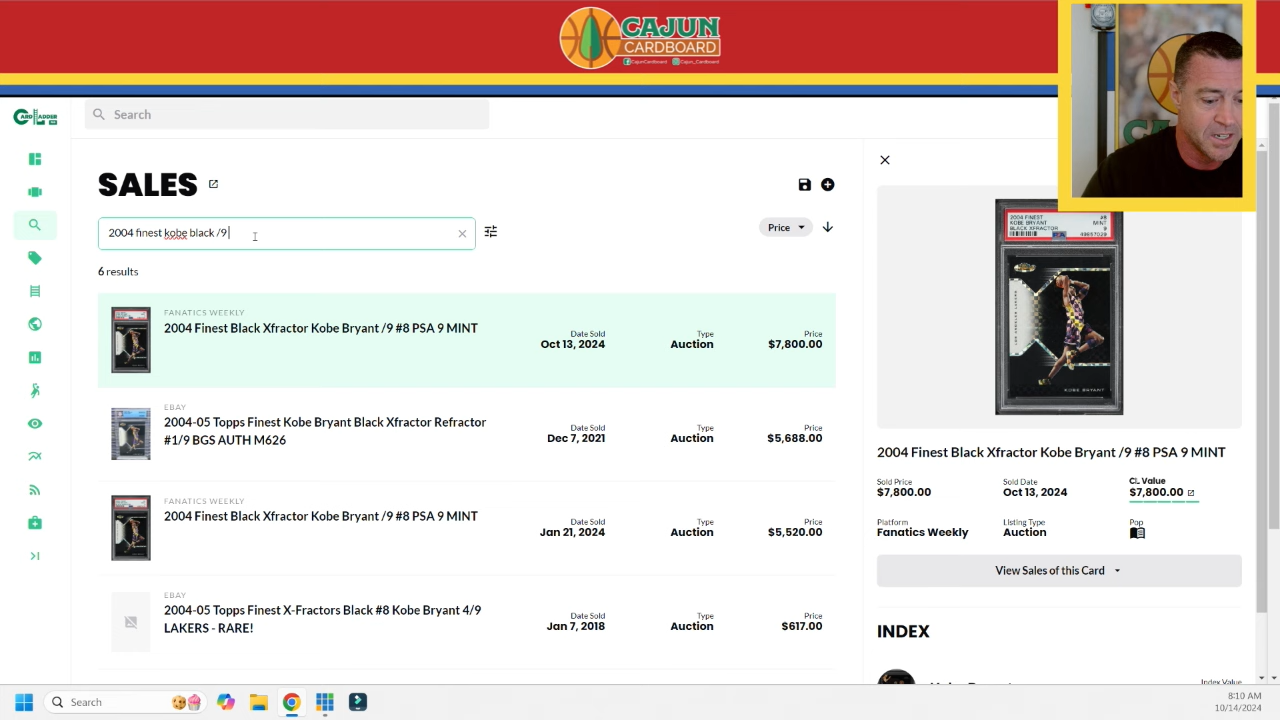 CAJUN
CARDBOARD
CajunCardboard Cajun_Cardboard
CARD LADDER
Search
SALES
2004 finest kobe black /9
Price
6 results
FANATICS WEEKLY
2004 Finest Black Xfractor Kobe Bryant /9 #8 PSA 9 MINT
Date Sold
Oct 13, 2024
Type
Auction
Price
$7,800.00
EBAY
2004-05 Topps Finest Kobe Bryant Black Xfractor Refractor
#1/9 BGS AUTH M626
Date Sold
Dec 7, 2021
Type
Auction
Price
$5,688.00
FANATICS WEEKLY
2004 Finest Black Xfractor Kobe Bryant /9 #8 PSA 9 MINT
Date Sold
Jan 21, 2024
Type
Auction
Price
$5,520.00
EBAY
2004-05 Topps Finest X-Fractors Black #8 Kobe Bryant 4/9
LAKERS - RARE!
Date Sold
Jan 7, 2018
Type
Auction
Price
$617.00
2004 FINEST #8
KOBE BRYANT MINT
BLACK XFRACTOR 9
KOBE BRYANT
2004 Finest Black Xfractor Kobe Bryant /9 #8 PSA 9 MINT
Sold Price
$7,800.00
Sold Date
Oct 13, 2024
CL Value
$7,800.00
Platform
Fanatics Weekly
Listing Type
Auction
Pop
View Sales of this Card
INDEX
Index Value
Search
8:10 AM
10/14/2024